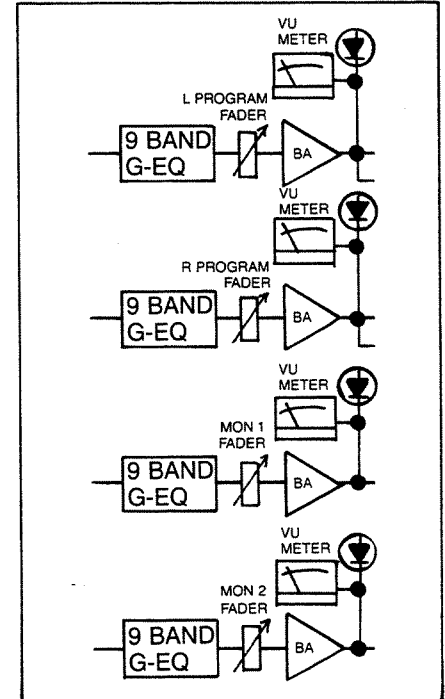 VU
METER
L PROGRAM
FADER
9 BAND
G-EQ
BA
VU
METER
R PROGRAM
FADER
9 BAND
G-EQ
BA
VU
METER
MON 1
FADER
9 BAND
G-EQ
BA
VU
METER
MON 2
FADER
9 BAND
G-EQ
BA